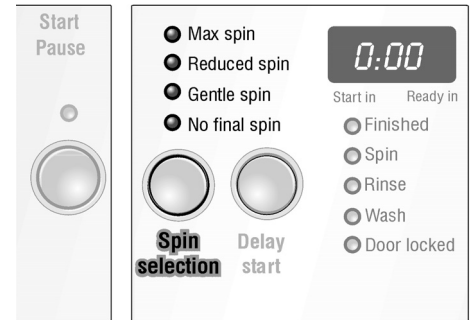 Start
Pause
Max spin
Reduced spin
Gentle spin
No final spin
Spin
selection
Delay
start
0:00
Start in Ready in
Finished
Spin
Rinse
Wash
Door locked